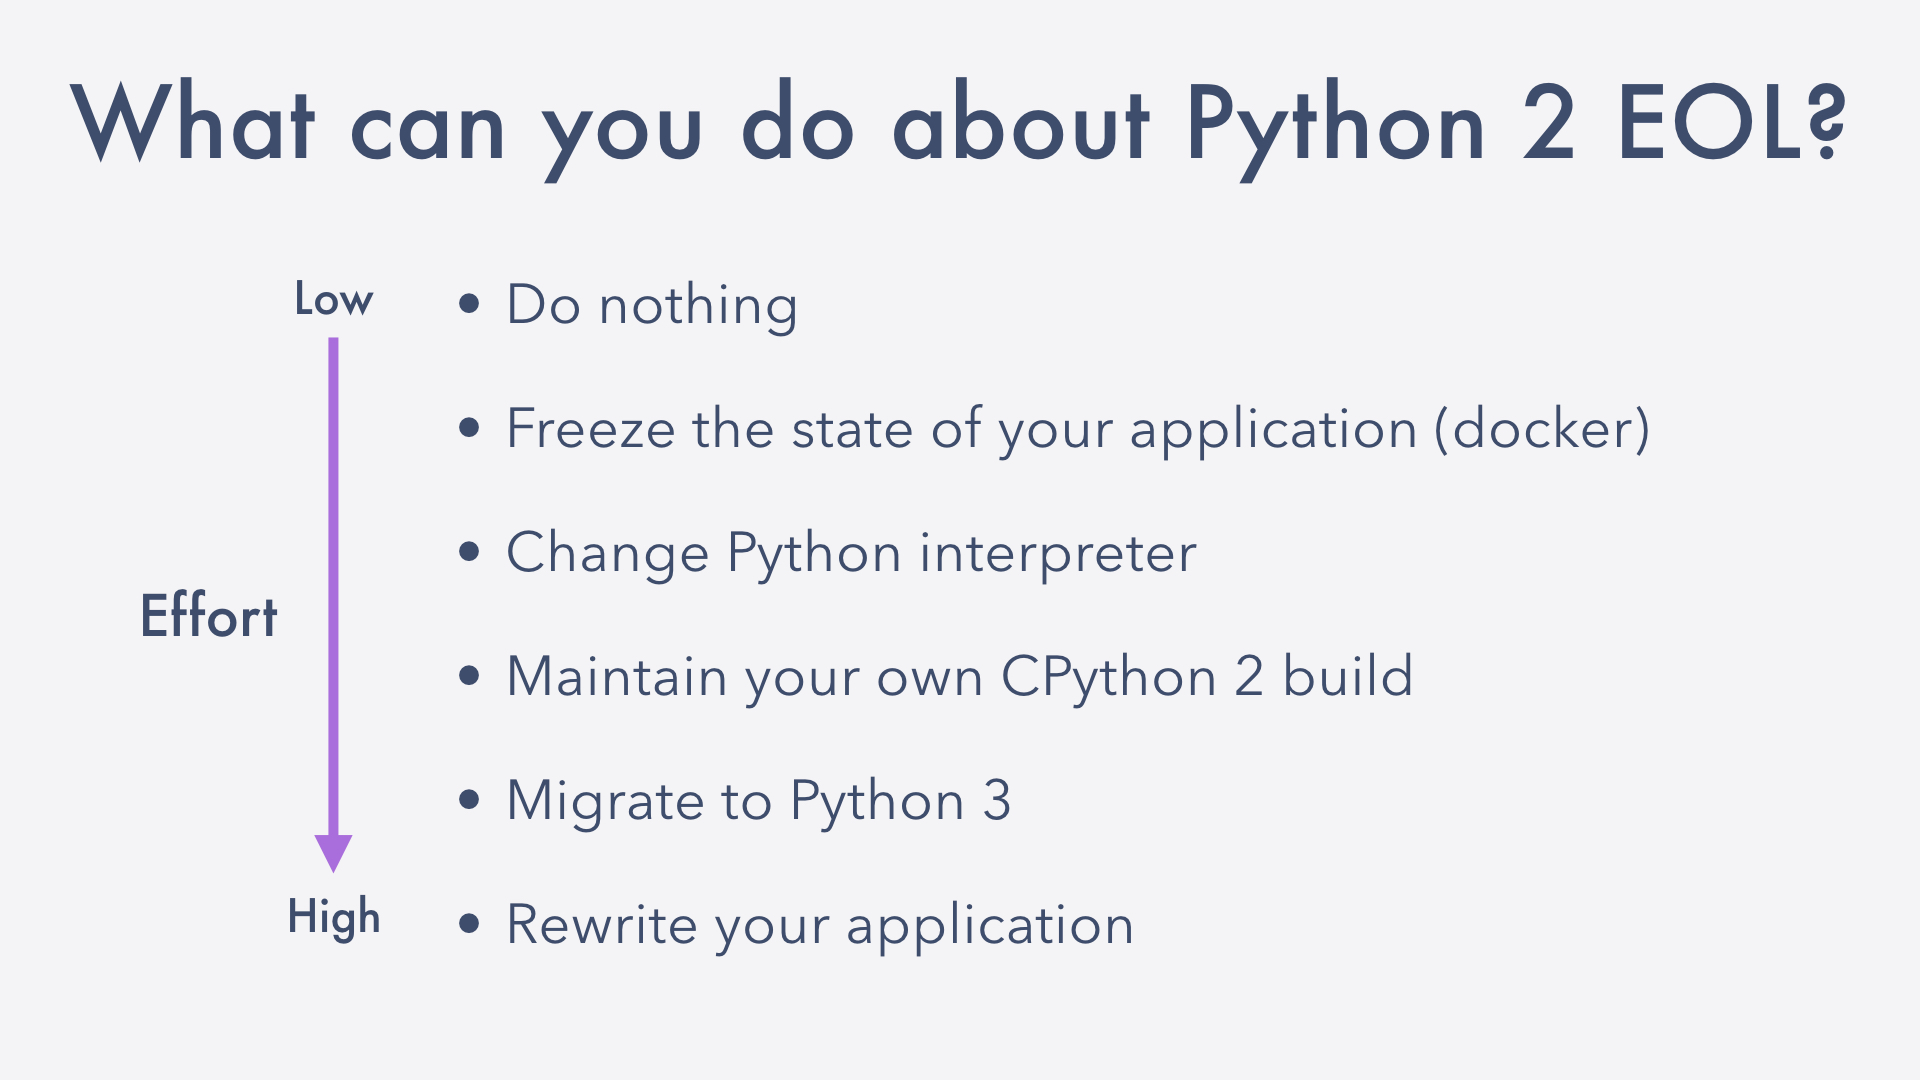 What can you do about Python 2 EOL?
Low
• Do nothing
• Freeze the state of your application (docker)
• Change Python interpreter
Effort
• Maintain your own CPython 2 build
• Migrate to Python 3
High
• Rewrite your application